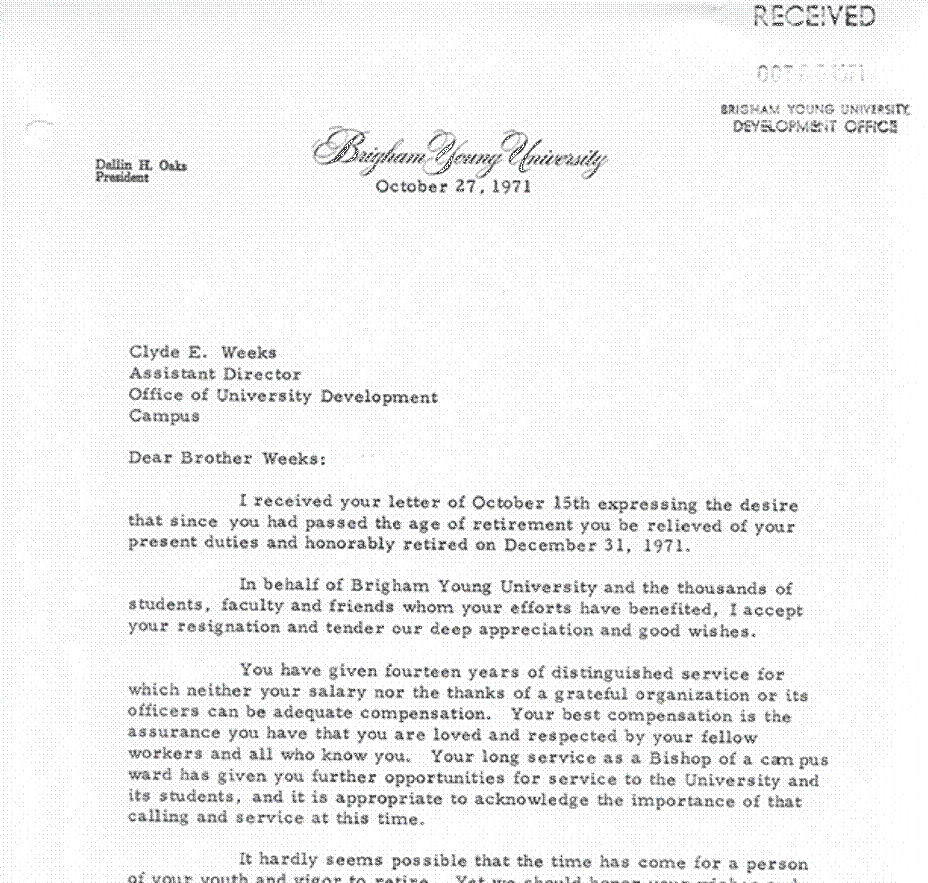 RECEIVED
OCT 1971
BRIGHAM YOUNG UNIVERSITY
DEVELOPMENT OFFICE
Brigham Young University
Dallin H. Oaks
President
October 27, 1971
Clyde E. Weeks
Assistant Director
Office of University Development
Campus
Dear Brother Weeks:
I received your letter of October 15th expressing the desire
that since you had passed the age of retirement you be relieved of your
present duties and honorably retired on December 31, 1971.
In behalf of Brigham Young University and the thousands of
students, faculty and friends whom your efforts have benefited, I accept
your resignation and tender our deep appreciation and good wishes.
You have given fourteen years of distinguished service for
which neither your salary nor the thanks of a grateful organization or its
officers can be adequate compensation. Your best compensation is the
assurance you have that you are loved and respected by your fellow
workers and all who know you. Your long service as a Bishop of a cam pus
ward has given you further opportunities for service to the University and
its students, and it is appropriate to acknowledge the importance of that
calling and service at this time.
It hardly seems possible that the time has come for a person
of your youth and vigor to retire. Yet we should honor your wishes and